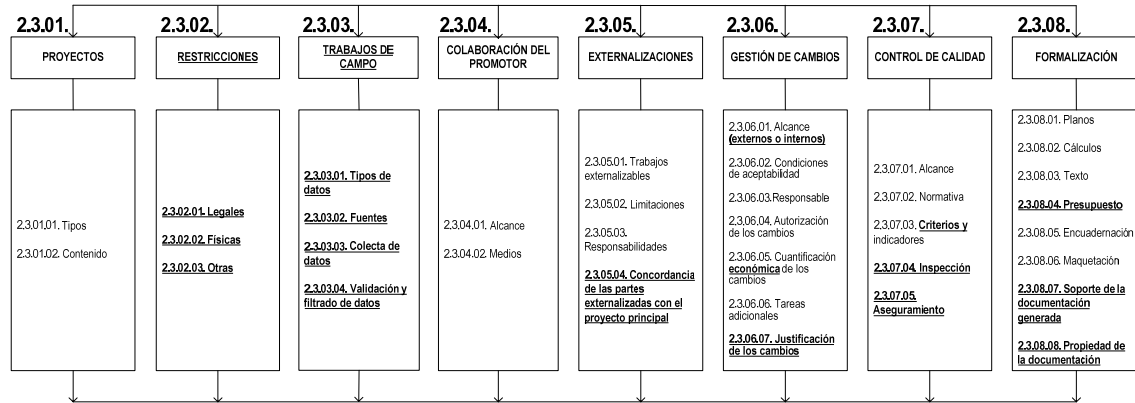 2.3.01.
PROYECTOS
2.3.01.01. Tipos
2.3.01.02. Contenido
2.3.02.
RESTRICCIONES
2.3.02.01. Legales
2.3.02.02. Físicas
2.3.02.03. Otras
2.3.03.
TRABAJOS DE
CAMPO
2.3.03.01. Tipos de
datos
2.3.03.02. Fuentes
2.3.03.03. Colecta de
datos
2.3.03.04. Validación y
filtrado de datos
2.3.04.
COLABORACIÓN DEL
PROMOTOR
2.3.04.01. Alcance
2.3.04.02. Medios
2.3.05.
EXTERNALIZACIONES
2.3.05.01. Trabajos
externalizables
2.3.05.02. Limitaciones
2.3.05.03.
Responsabilidades
2.3.05.04. Concordancia
de las partes
externalizadas con el
proyecto principal
2.3.06.
GESTIÓN DE CAMBIOS
2.3.06.01. Alcance
(externos o internos)
2.3.06.02. Condiciones
de aceptabilidad
2.3.06.03.Responsable
2.3.06.04. Autorización
de los cambios
2.3.06.05. Cuantificación
económica de los
cambios
2.3.06.06. Tareas
adicionales
2.3.06.07. Justificación
de los cambios
2.3.07.
CONTROL DE CALIDAD
2.3.07.01. Alcance
2.3.07.02. Normativa
2.3.07.03. Criterios y
indicadores
2.3.07.04. Inspección
2.3.07.05.
Aseguramiento
2.3.08.
FORMALIZACIÓN
2.3.08.01. Planos
2.3.08.02. Cálculos
2.3.08.03. Texto
2.3.08.04. Presupuesto
2.3.08.05. Encuadernación
2.3.08.06. Maquetación
2.3.08.07. Soporte de la
documentación
generada
2.3.08.08. Propiedad de
la documentación